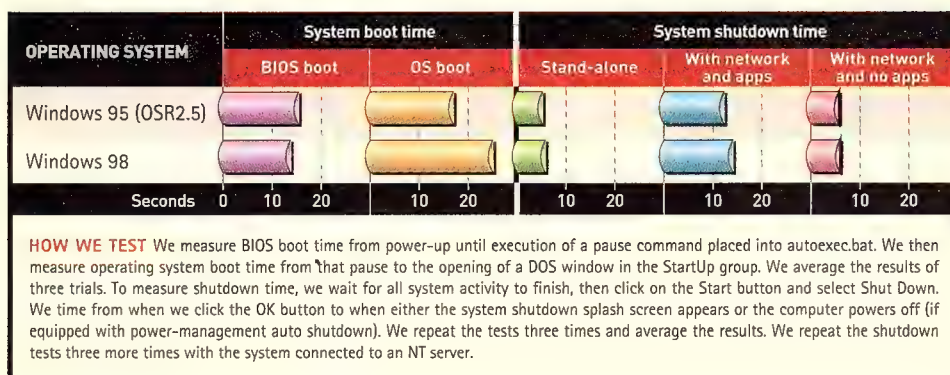 System boot time System shutdown time
OPERATING SYSTEM
BIOS boot OS boot Stand-alone With network and apps With network and no apps
Windows 95 (OSR2.5)
Windows 98
Seconds 0 10 20 10 20 10 20 10 20 10 20
HOW WE TEST We measure BIOS boot time from power-up until execution of a pause command placed into autoexec.bat. We then
measure operating system boot time from that pause to the opening of a DOS window in the StartUp group. We average the results of
three trials. To measure shutdown time, we wait for all system activity to finish, then click on the Start button and select Shut Down.
We time from when we click the OK button to when either the system shutdown splash screen appears or the computer powers off (if
equipped with power-management auto shutdown). We repeat the tests three times and average the results. We repeat the shutdown
tests three more times with the system connected to an NT server.